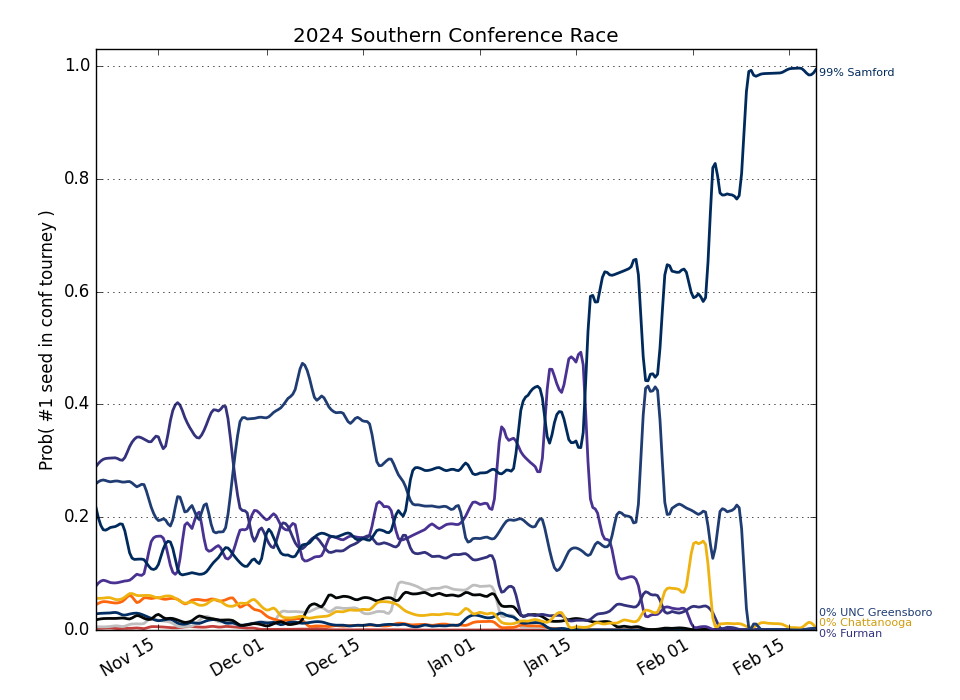 2024 Southern Conference Race
Prob( #1 seed in conf tourney )
1.0
0.8
0.6
0.4
0.2
0.0
99% Samford
0% UNC Greensboro
0% Chattanooga
0% Furman
Nov 15
Dec 01
Dec 15
Jan 01
Jan 15
Feb 01
Feb 15